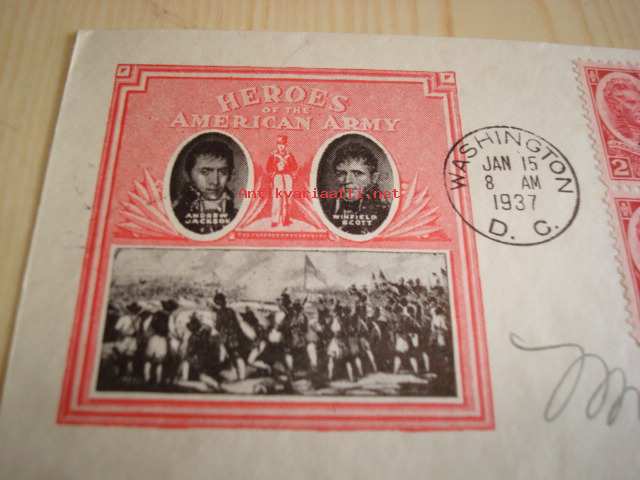 HEROES
OF THE
AMERICAN ARMY
Antikvariaatti.net
ANDREW
JACKSON
WINFIELD
SCOTT
WASHINGTON
JAN 15
8 AM
1937
D. C.
2